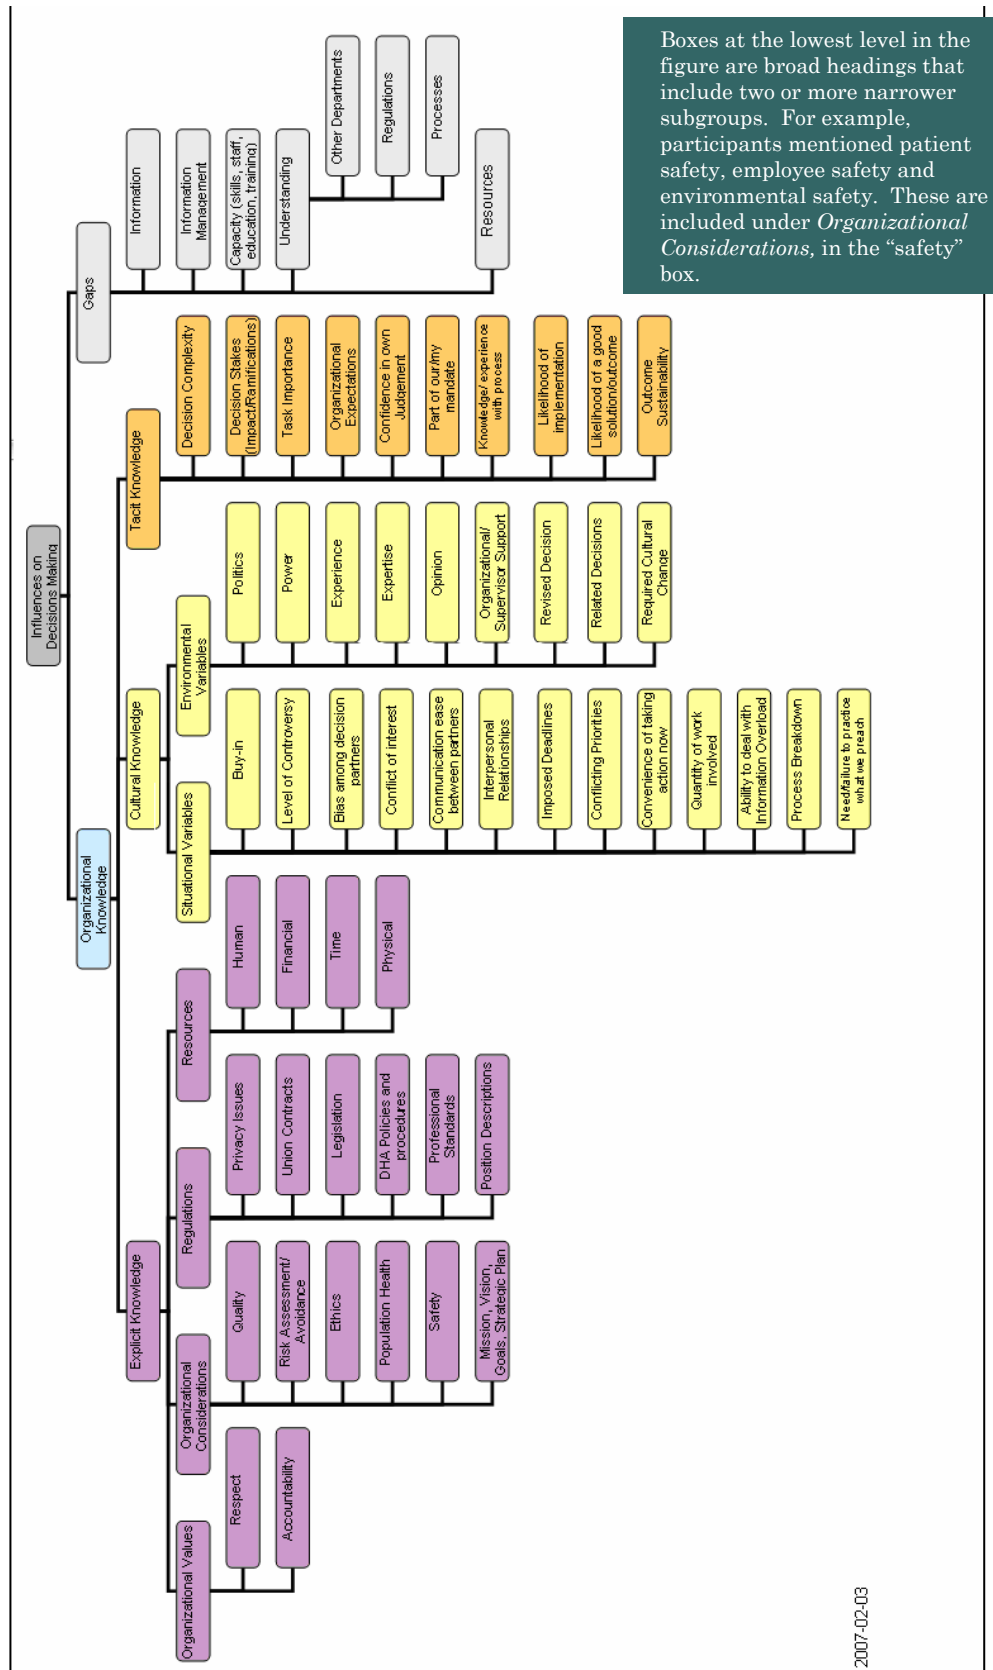 Boxes at the lowest level in the
figure are broad headings that
include two or more narrower
subgroups.  For example,
participants mentioned patient
safety, employee safety and
environmental safety.  These are
included under Organizational
Considerations, in the “safety”
box.
Influences on
Decisions Making
Organizational
Knowledge
Gaps
Explicit Knowledge
Cultural Knowledge
Tacit Knowledge
Organizational Values
Respect
Accountability
Organizational
Considerations
Quality
Risk Assessment/
Avoidance
Ethics
Population Health
Safety
Mission, Vision,
Goals, Strategic Plan
Regulations
Privacy Issues
Union Contracts
Legislation
DHA Policies and
procedures
Professional
Standards
Position Descriptions
Resources
Human
Financial
Time
Physical
Situational Variables
Buy-in
Level of Controversy
Bias among decision
partners
Conflict of interest
Communication ease
between partners
Interpersonal
Relationships
Imposed Deadlines
Conflicting Priorities
Convenience of taking
action now
Quantity of work
involved
Ability to deal with
Information Overload
Process Breakdown
Need/failure to practice
what we preach
Environmental
Variables
Politics
Power
Experience
Expertise
Opinion
Organizational/
Supervisor Support
Revised Decision
Related Decisions
Required Cultural
Change
Decision Complexity
Decision Stakes
(Impact/Ramifications)
Task Importance
Organizational
Expectations
Confidence in own
Judgement
Part of our/my
mandate
Knowledge/ experience
with process
Likelihood of
implementation
Likelihood of a good
solution/outcome
Outcome
Sustainability
Information
Information
Management
Capacity (skills, staff,
education, training)
Understanding
Other Departments
Regulations
Processes
Resources
2007-02-03